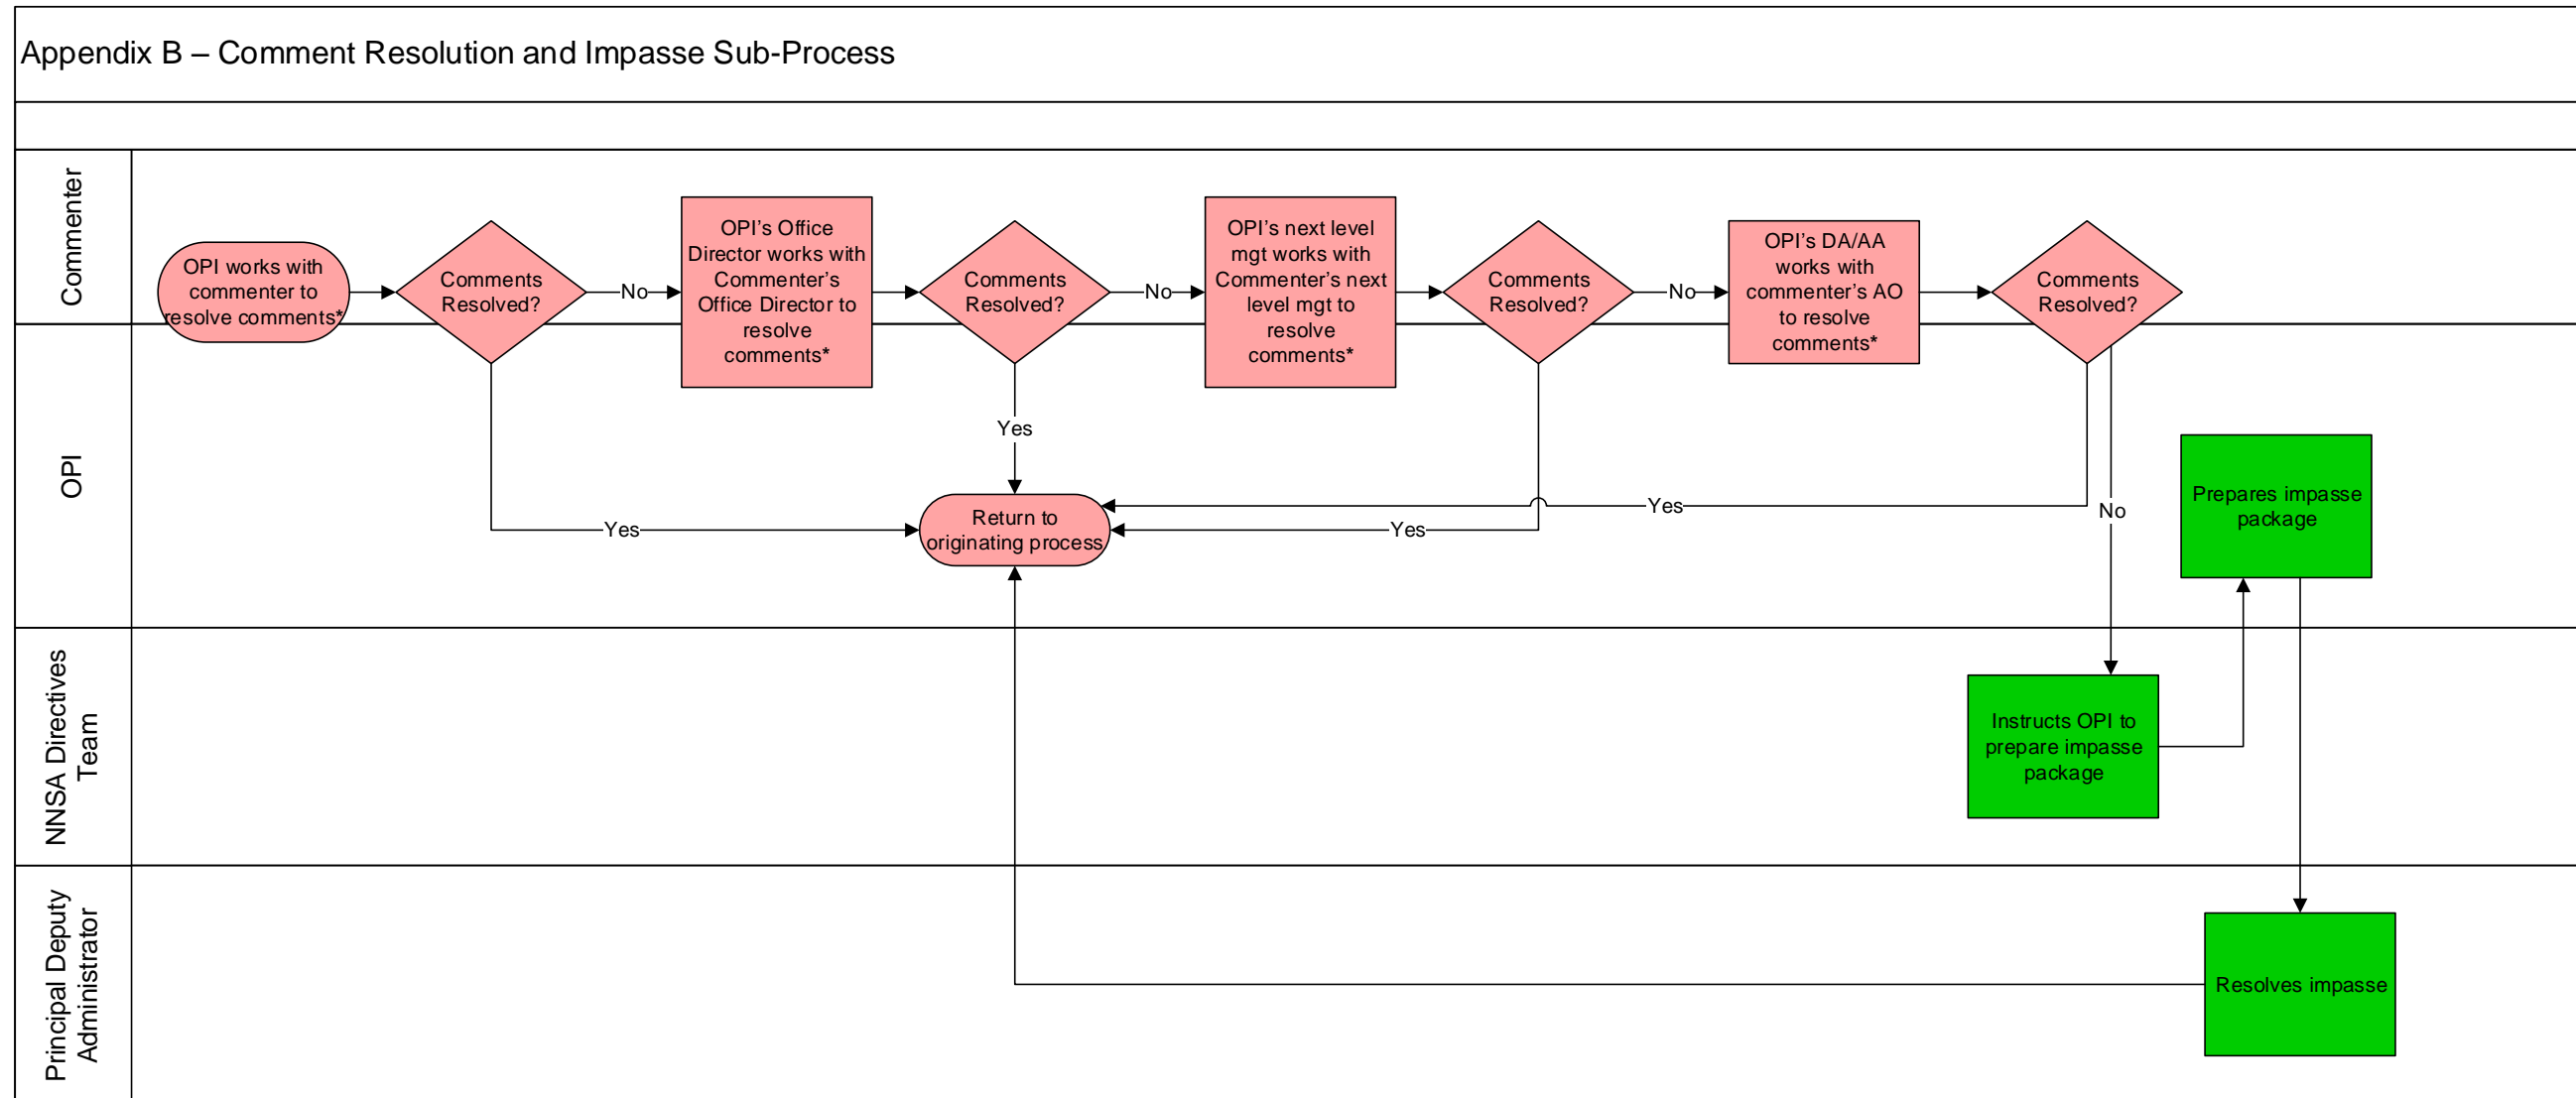 Appendix B – Comment Resolution and Impasse Sub-Process
Commenter
OPI works with
commenter to
resolve comments*
Comments
Resolved?
No
OPI’s Office
Director works with
Commenter’s
Office Director to
resolve
comments*
Comments
Resolved?
No
OPI’s next level
mgt works with
Commenter’s next
level mgt to
resolve
comments*
Comments
Resolved?
No
OPI’s DA/AA
works with
commenter’s AO
to resolve
comments*
Comments
Resolved?
OPI
Yes
Yes
Return to
originating process
Yes
Yes
No
Prepares impasse
package
NNSA Directives
Team
Instructs OPI to
prepare impasse
package
Principal Deputy
Administrator
Resolves impasse